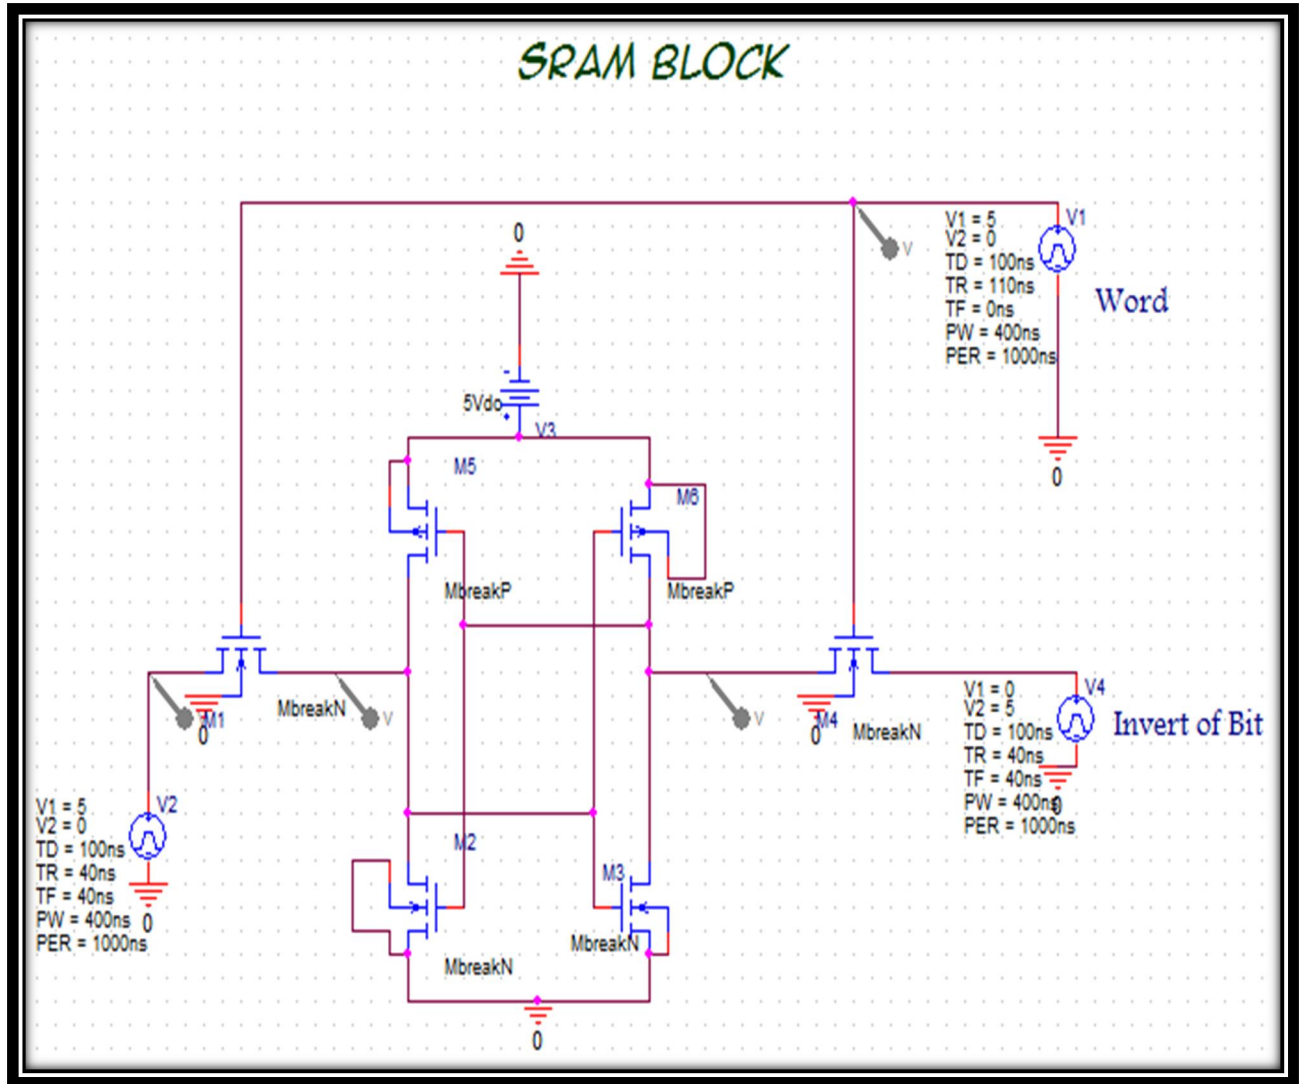 SRAM BLOCK
0
V1 = 5
V2 = 0
TD = 100ns
TR = 110ns
TF = 0ns
PW = 400ns
PER = 1000ns
V1
Word
0
V
5Vdc
V3
M5
MbreakP
M6
MbreakP
M1
0
MbreakN
V
V
M4
0
MbreakN
V1 = 0
V2 = 5
TD = 100ns
TR = 40ns
TF = 40ns
PW = 400ns
PER = 1000ns
V4
0
Invert of Bit
V1 = 5
V2 = 0
TD = 100ns
TR = 40ns
TF = 40ns
PW = 400ns
PER = 1000ns
V2
0
M2
MbreakN
M3
MbreakN
0